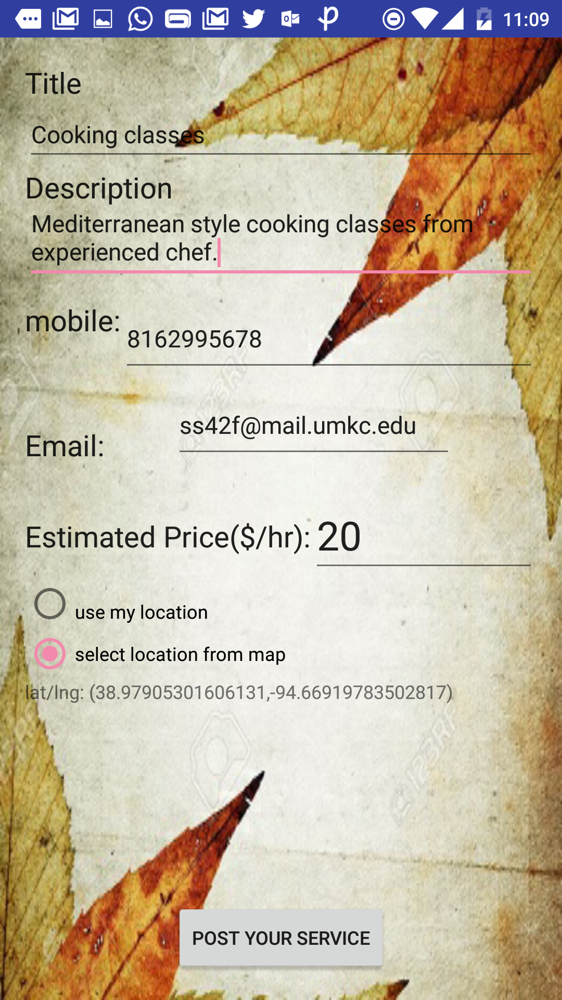 11:09
Title
Cooking classes
Description
Mediterranean style cooking classes from
experienced chef.
mobile:
8162995678
ss42f@mail.umkc.edu
Email:
Estimated Price($/hr): 20
use my location
select location from map
lat/lng: (38.97905301606131,-94.66919783502817)
123RF
123RF
POST YOUR SERVICE